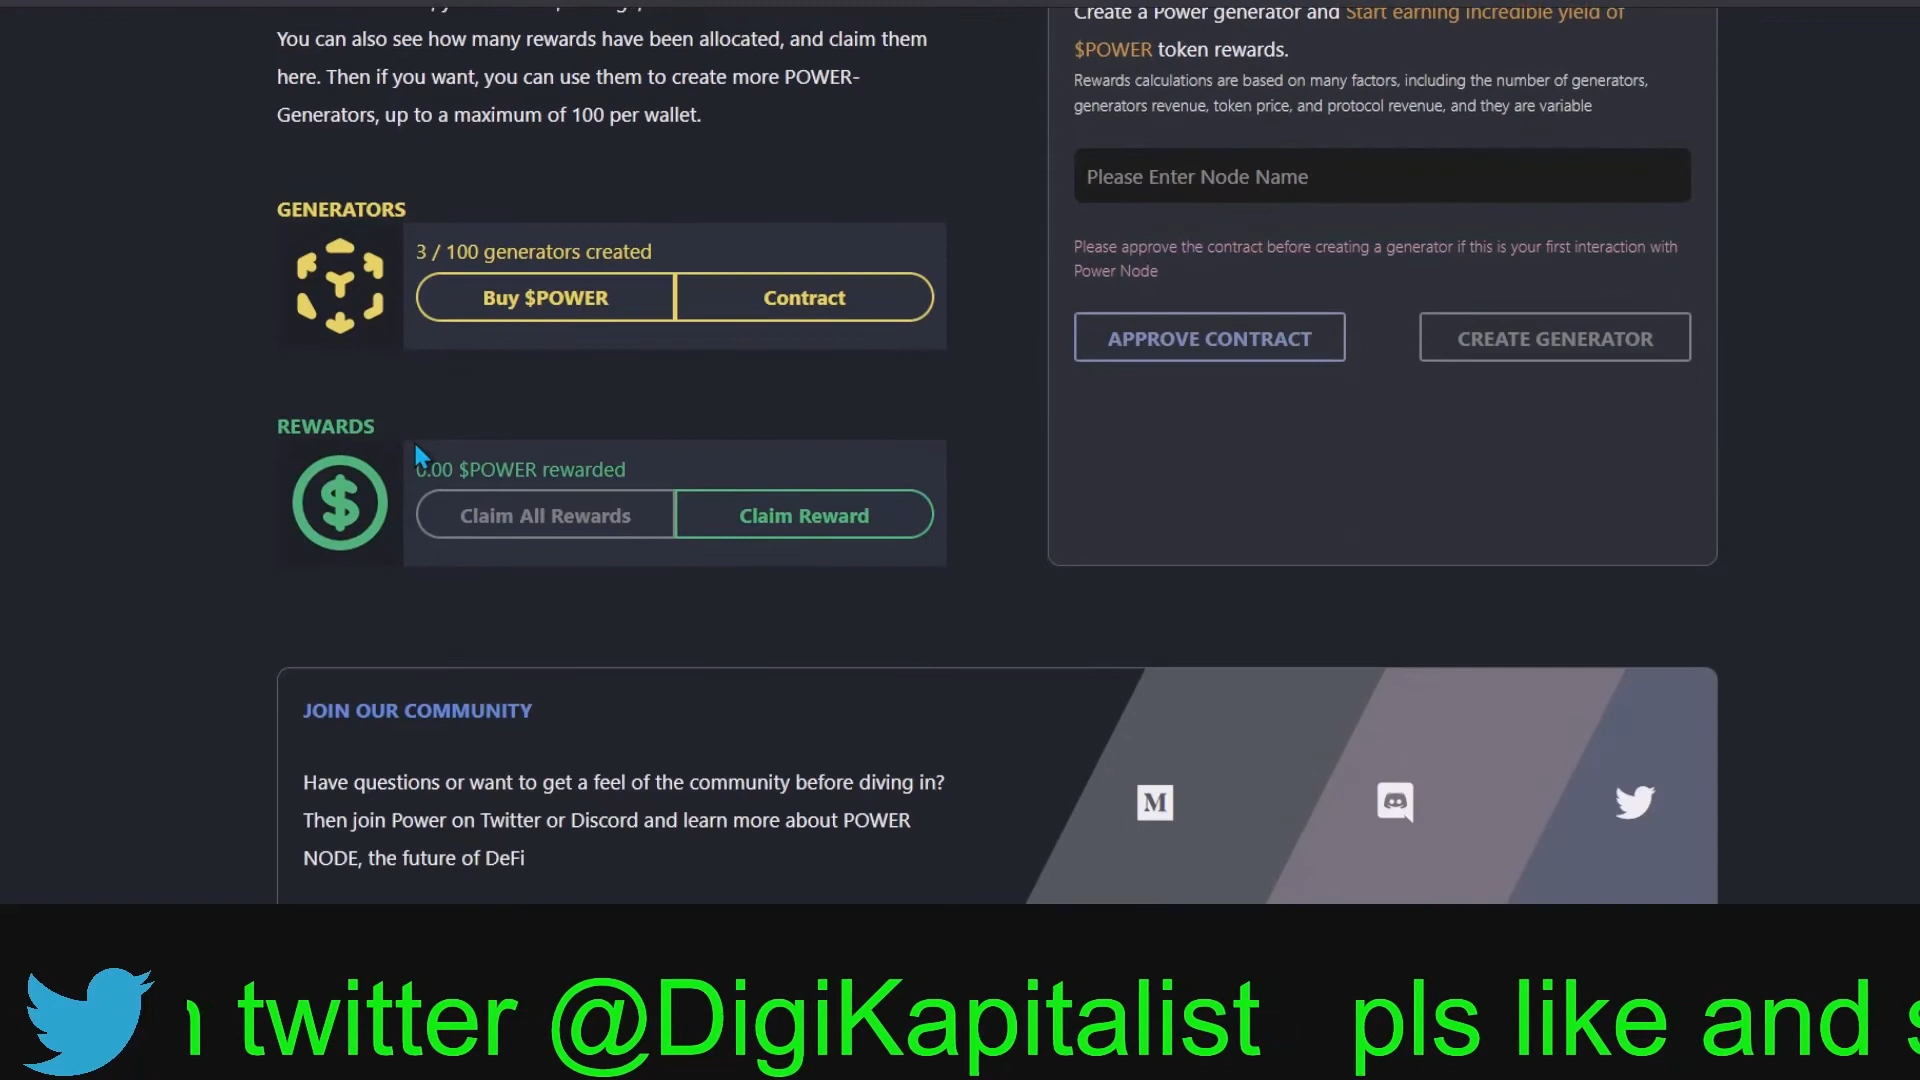 You can also see how many rewards have been allocated, and claim them
here. Then if you want, you can use them to create more POWER-
Generators, up to a maximum of 100 per wallet.
GENERATORS
3 / 100 generators created
Buy $POWER
Contract
REWARDS
0.00 $POWER rewarded
Claim All Rewards
Claim Reward
Create a Power generator and Start earning incredible yield of
$POWER token rewards.
Rewards calculations are based on many factors, including the number of generators,
generators revenue, token price, and protocol revenue, and they are variable
Please Enter Node Name
Please approve the contract before creating a generator if this is your first interaction with
Power Node
APPROVE CONTRACT
CREATE GENERATOR
JOIN OUR COMMUNITY
Have questions or want to get a feel of the community before diving in?
Then join Power on Twitter or Discord and learn more about POWER
NODE, the future of DeFi
M
twitter @DigiKapitalist pls like and